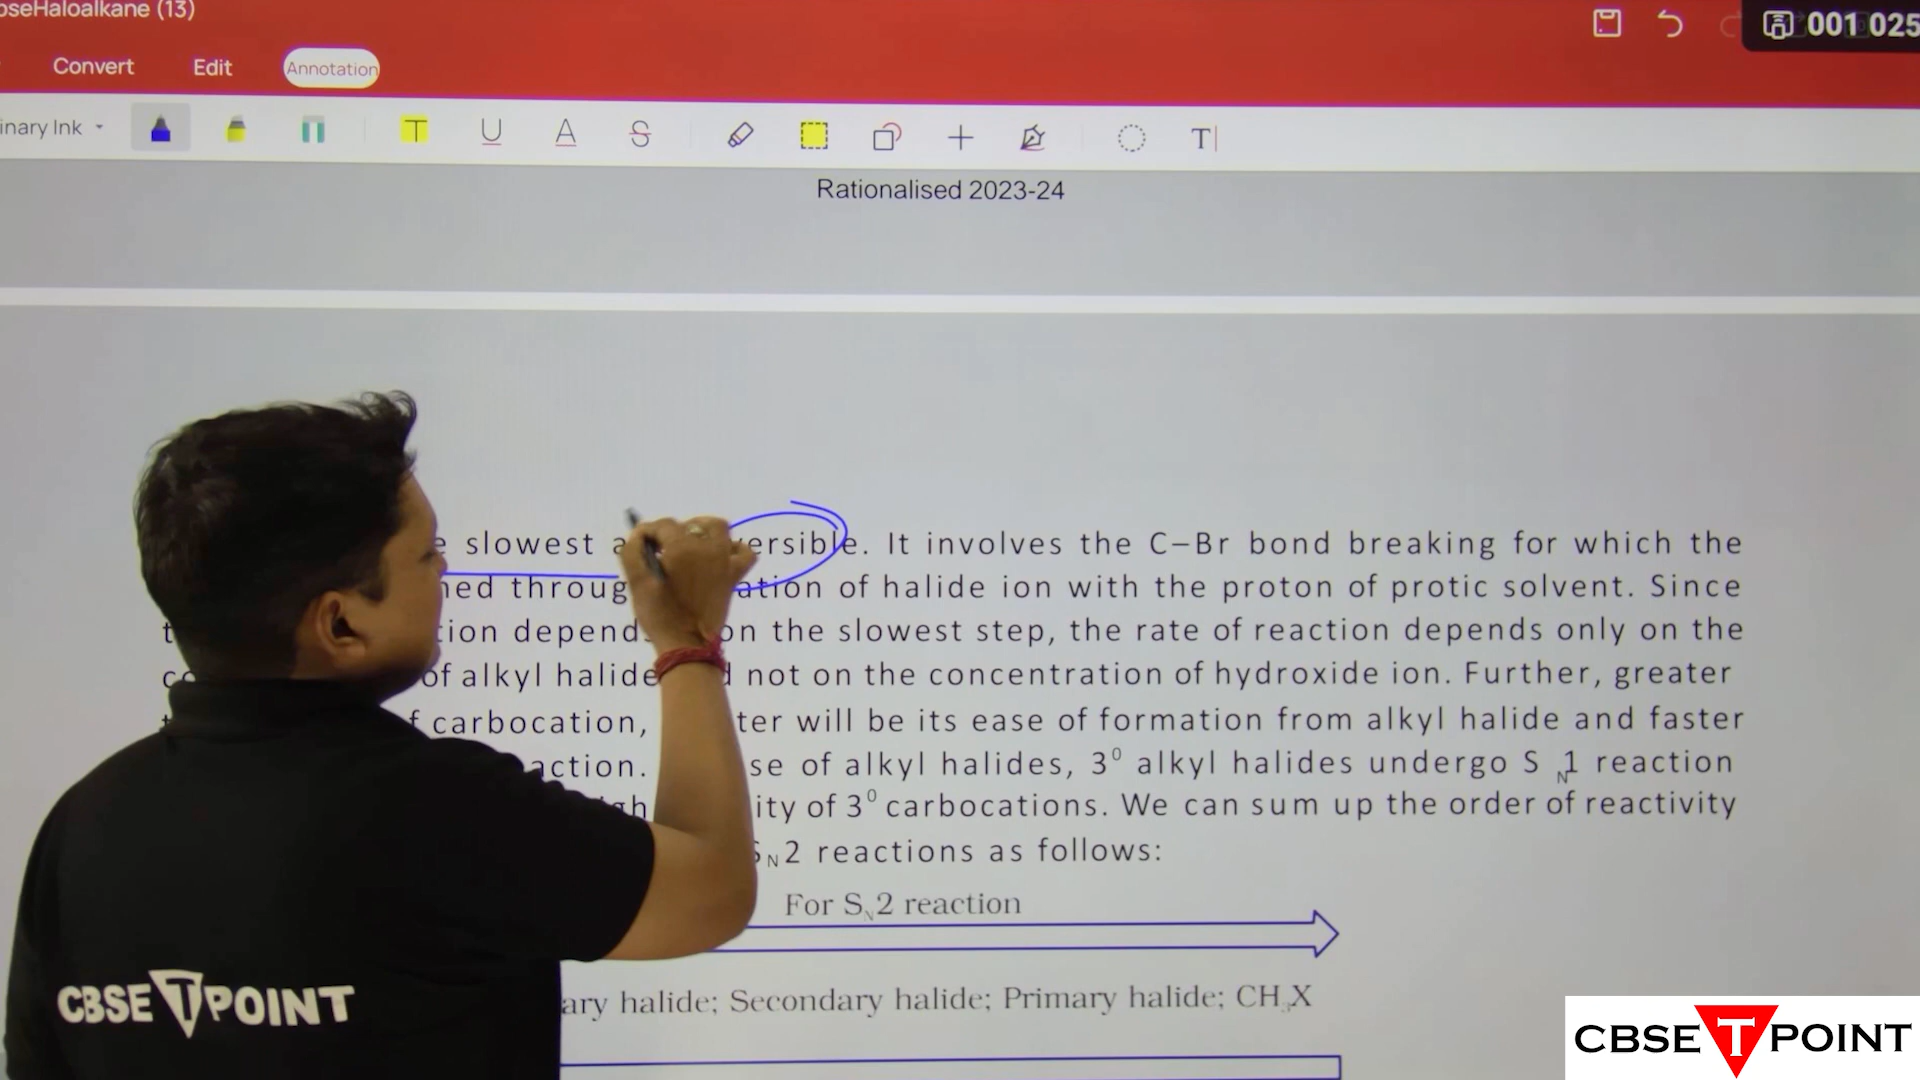 oseHaloalkane (13)
001 025
Convert Edit Annotation
inary Ink T U A S T|
Rationalised 2023-24
slowest ersible. It involves the C–Br bond breaking for which the
throug ation of halide ion with the proton of protic solvent. Since
tion depend on the slowest step, the rate of reaction depends only on the
of alkyl halide not on the concentration of hydroxide ion. Further, greater
f carbocation, ter will be its ease of formation from alkyl halide and faster
action. se of alkyl halides, 3⁰ alkyl halides undergo S N1 reaction
ity of 3⁰ carbocations. We can sum up the order of reactivity
SN2 reactions as follows:
For SN2 reaction
ary halide; Secondary halide; Primary halide; CH3X
CBSE T POINT
CBSE T POINT